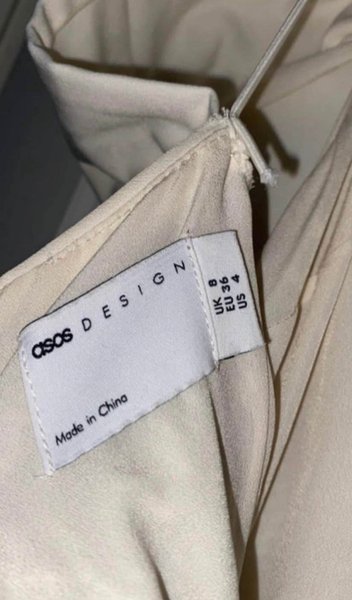 asos DESIGN
Made in China
UK 8
EU 36
US 4